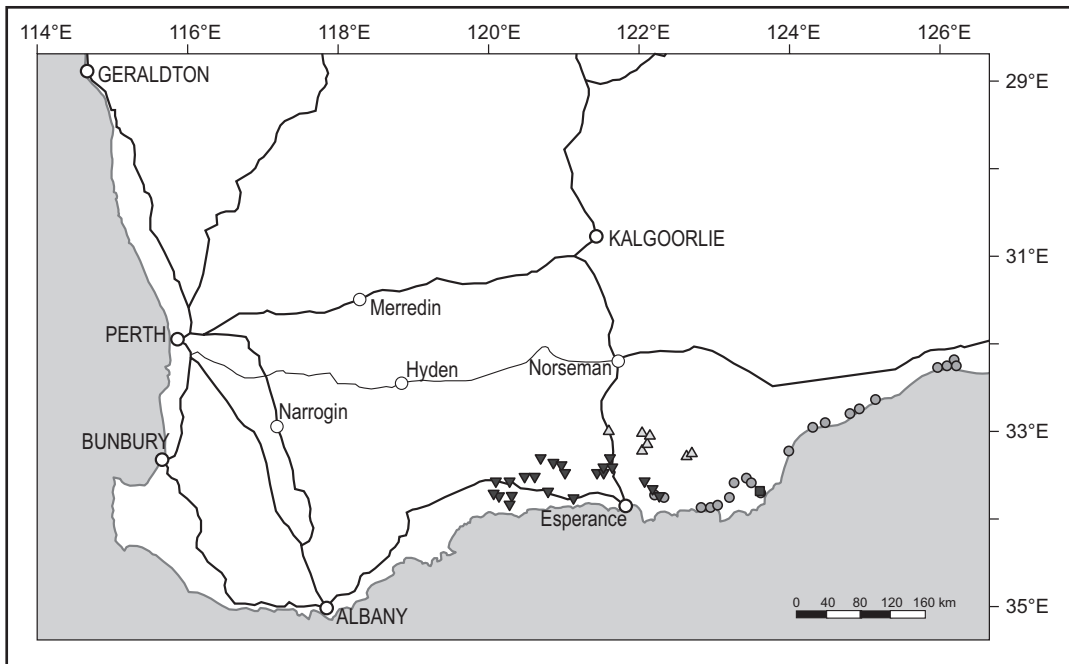 114°E 116°E 118°E 120°E 122°E 124°E 126°E
GERALDTON
29°E
KALGOORLIE
31°E
Merredin
PERTH
Norseman
Hyden
Narrogin
33°E
BUNBURY
Esperance
0 40 80 120 160 km
35°E
ALBANY